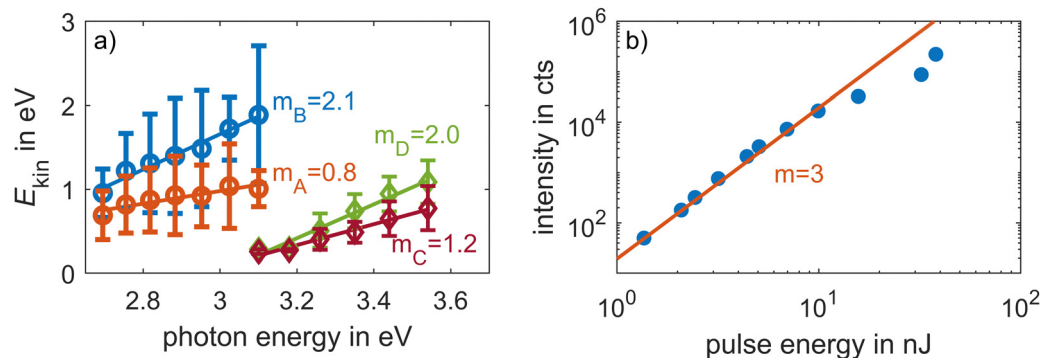 a)
E_kin in eV
3
2
1
0
m_B=2.1
m_A=0.8
m_D=2.0
m_C=1.2
2.8
3
3.2
3.4
3.6
photon energy in eV
b)
intensity in cts
10^6
10^4
10^2
m=3
10^0
10^1
10^2
pulse energy in nJ